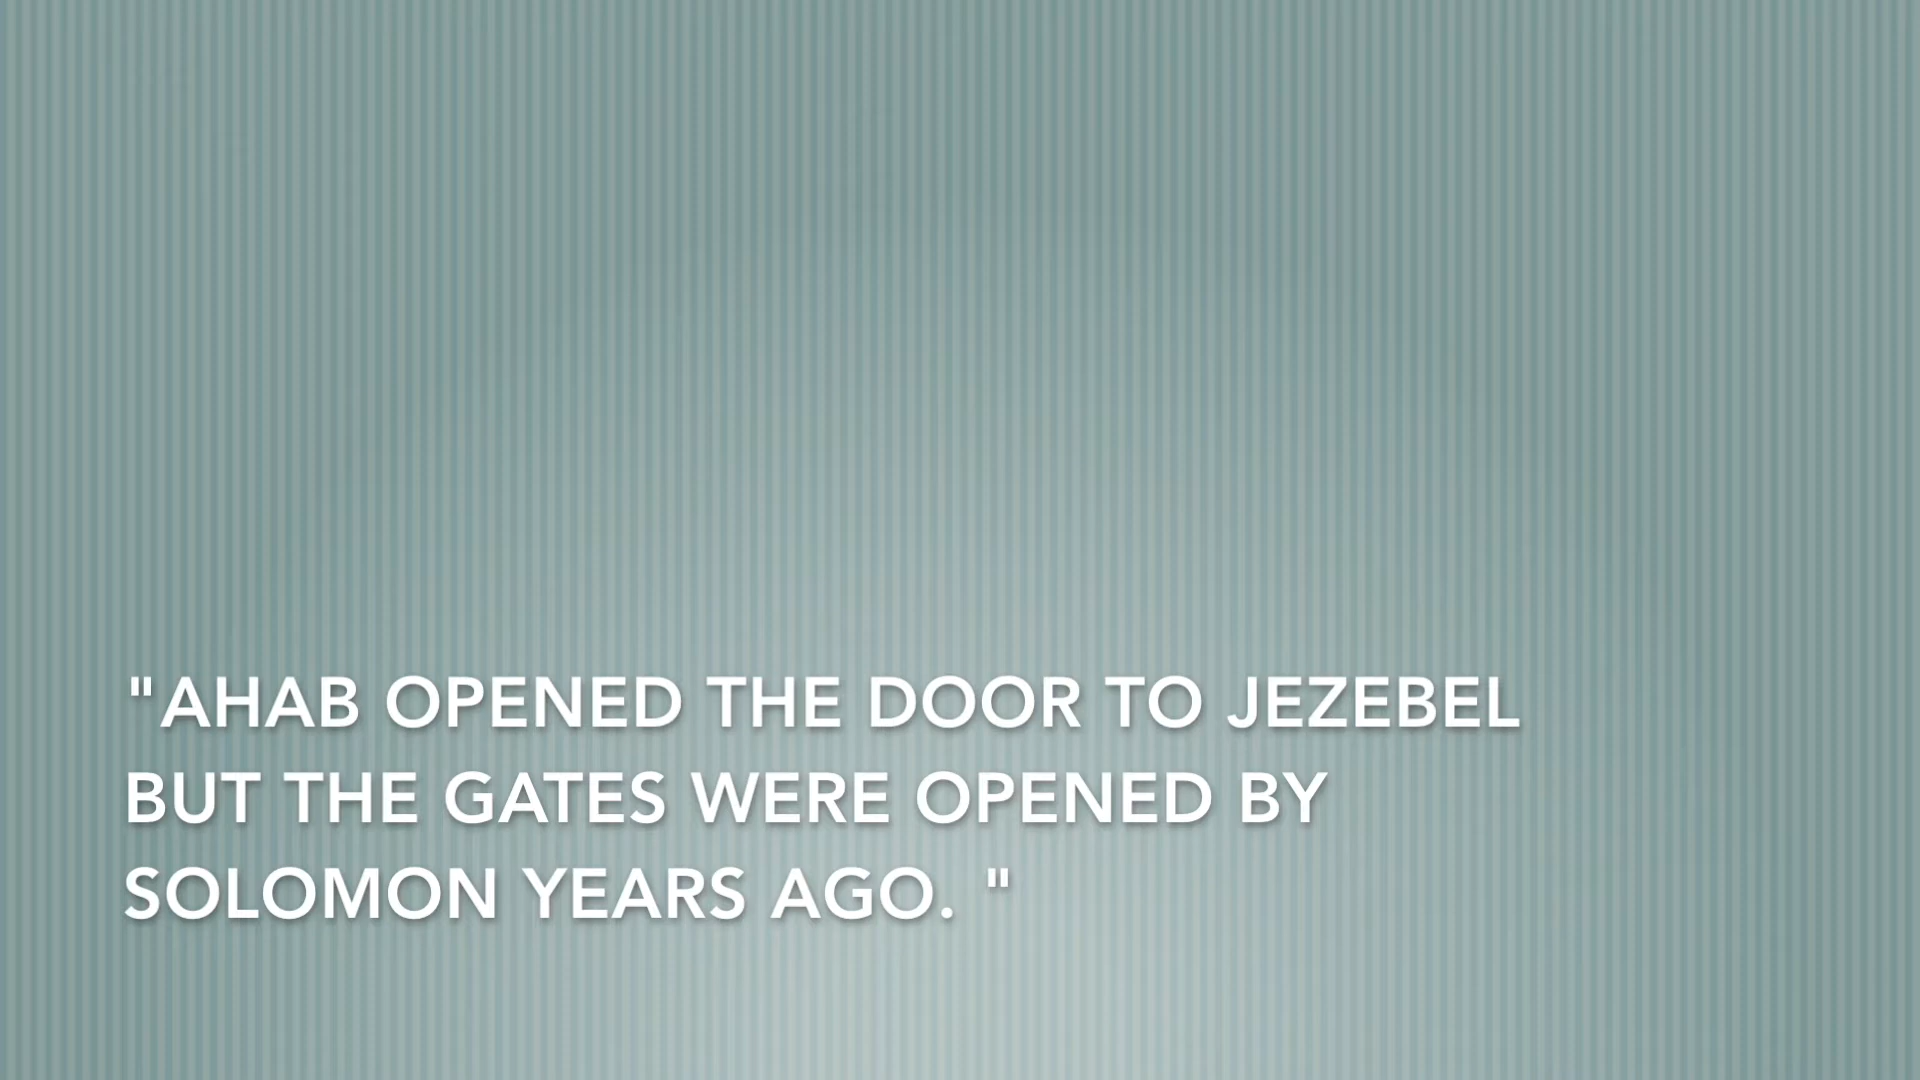 "AHAB OPENED THE DOOR TO JEZEBEL
BUT THE GATES WERE OPENED BY
SOLOMON YEARS AGO. "